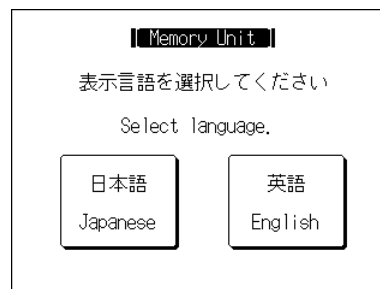 Memory Unit
表示言語を選択してください
Select language.
日本語
Japanese
英語
English